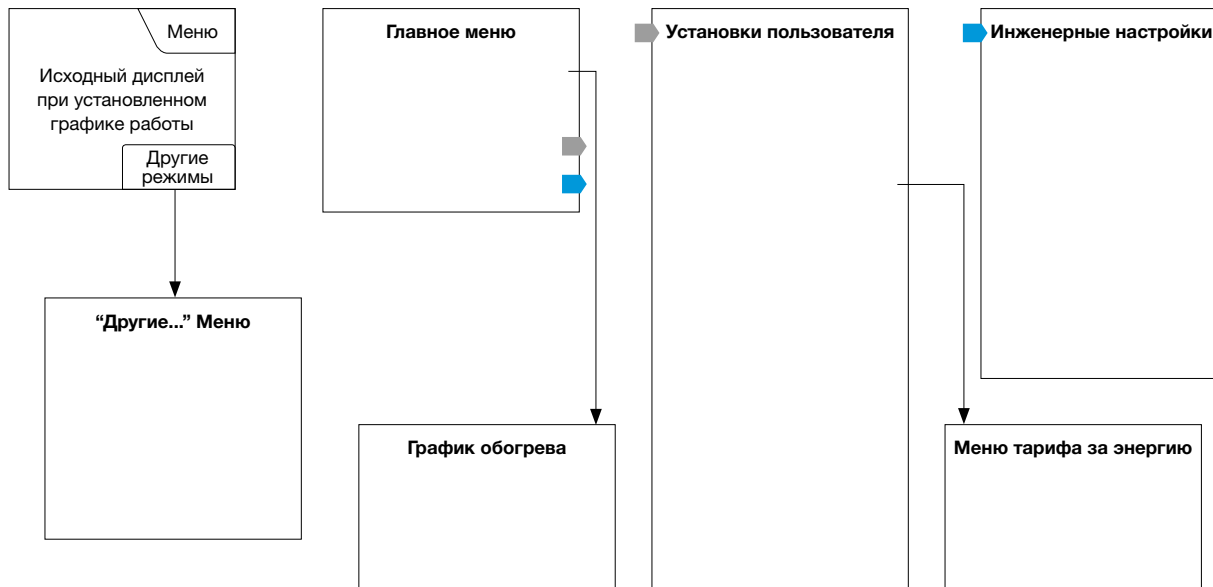 Меню
Исходный дисплей
при установленном
графике работы
Другие
режимы
“Другие...” Меню
Главное меню
График обогрева
Установки пользователя
Меню тарифа за энергию
Инженерные настройки